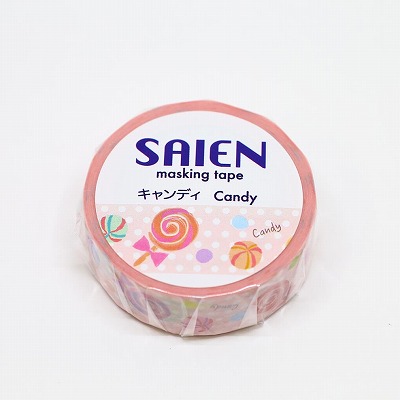 SAIEN
masking tape
キャンディ Candy
Candy